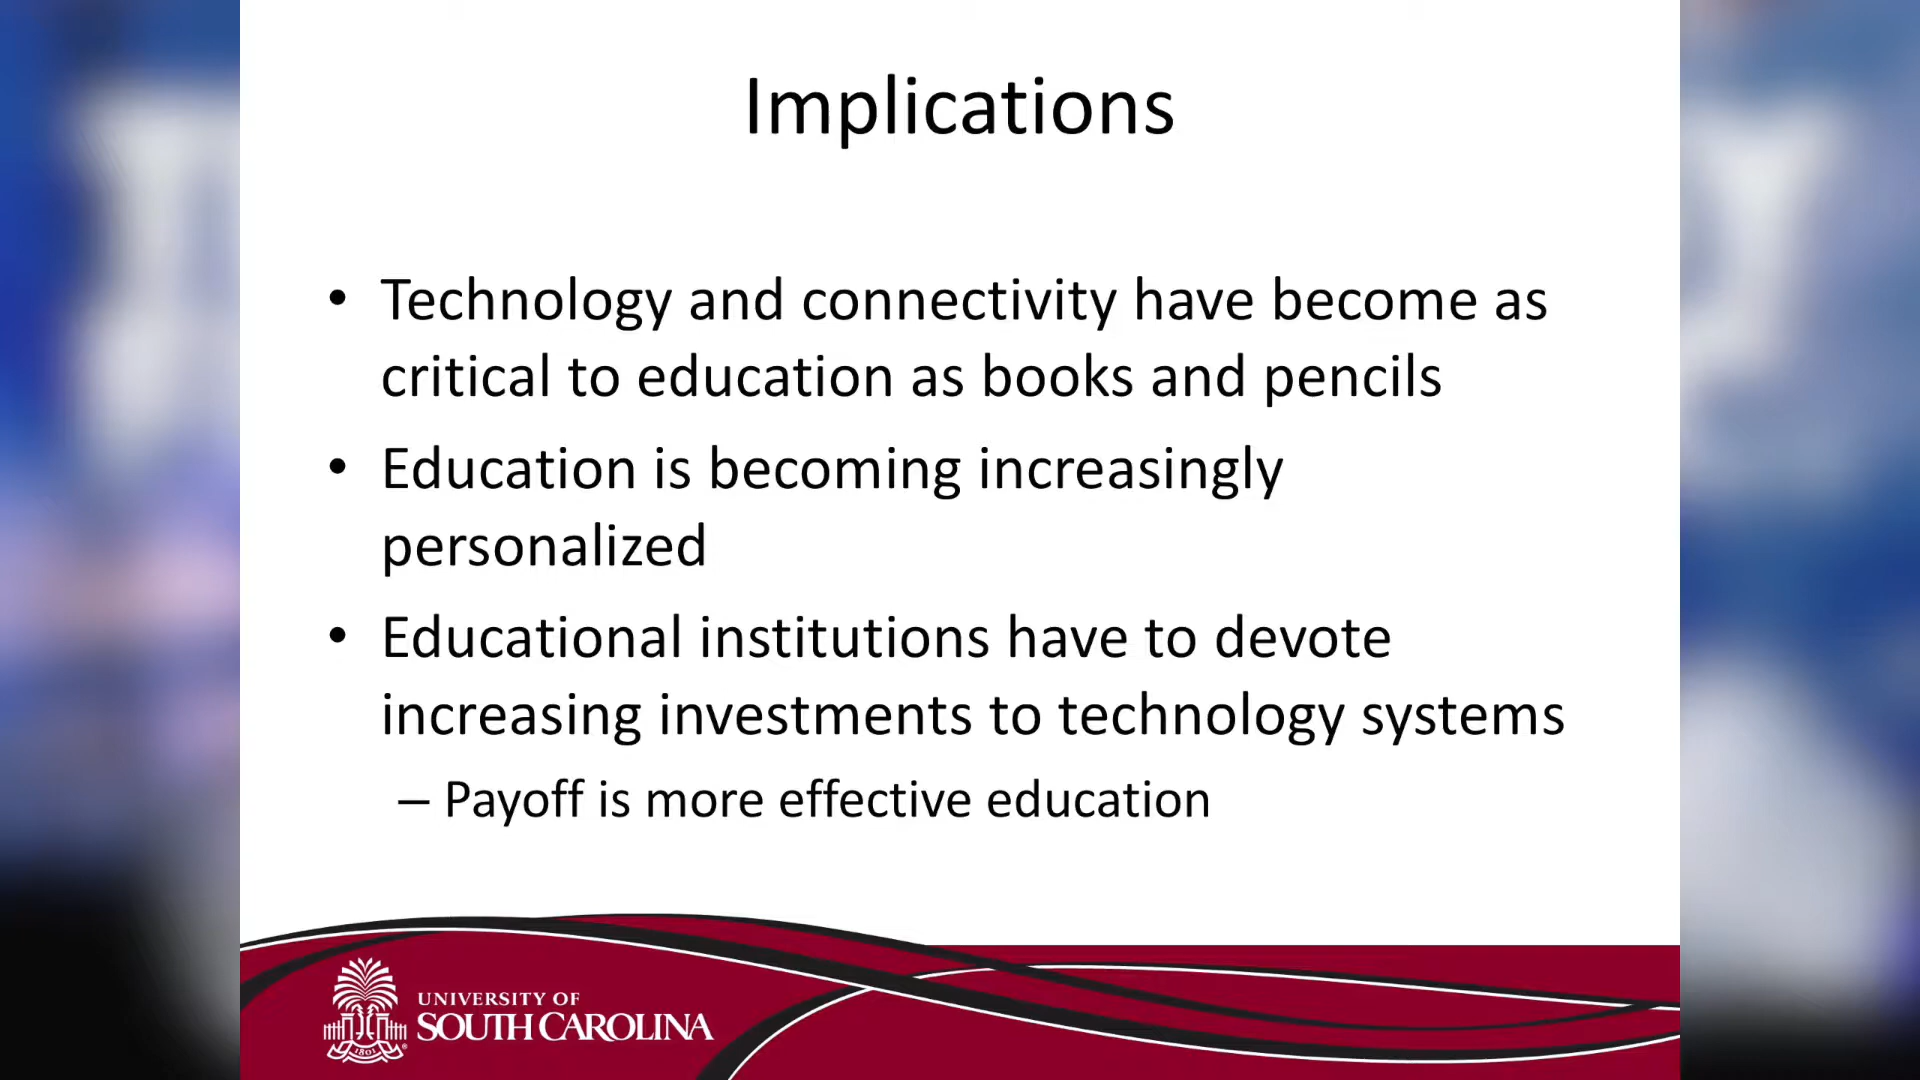 Implications
• Technology and connectivity have become as
critical to education as books and pencils
• Education is becoming increasingly
personalized
• Educational institutions have to devote
increasing investments to technology systems
– Payoff is more effective education
UNIVERSITY OF
SOUTH CAROLINA
1801